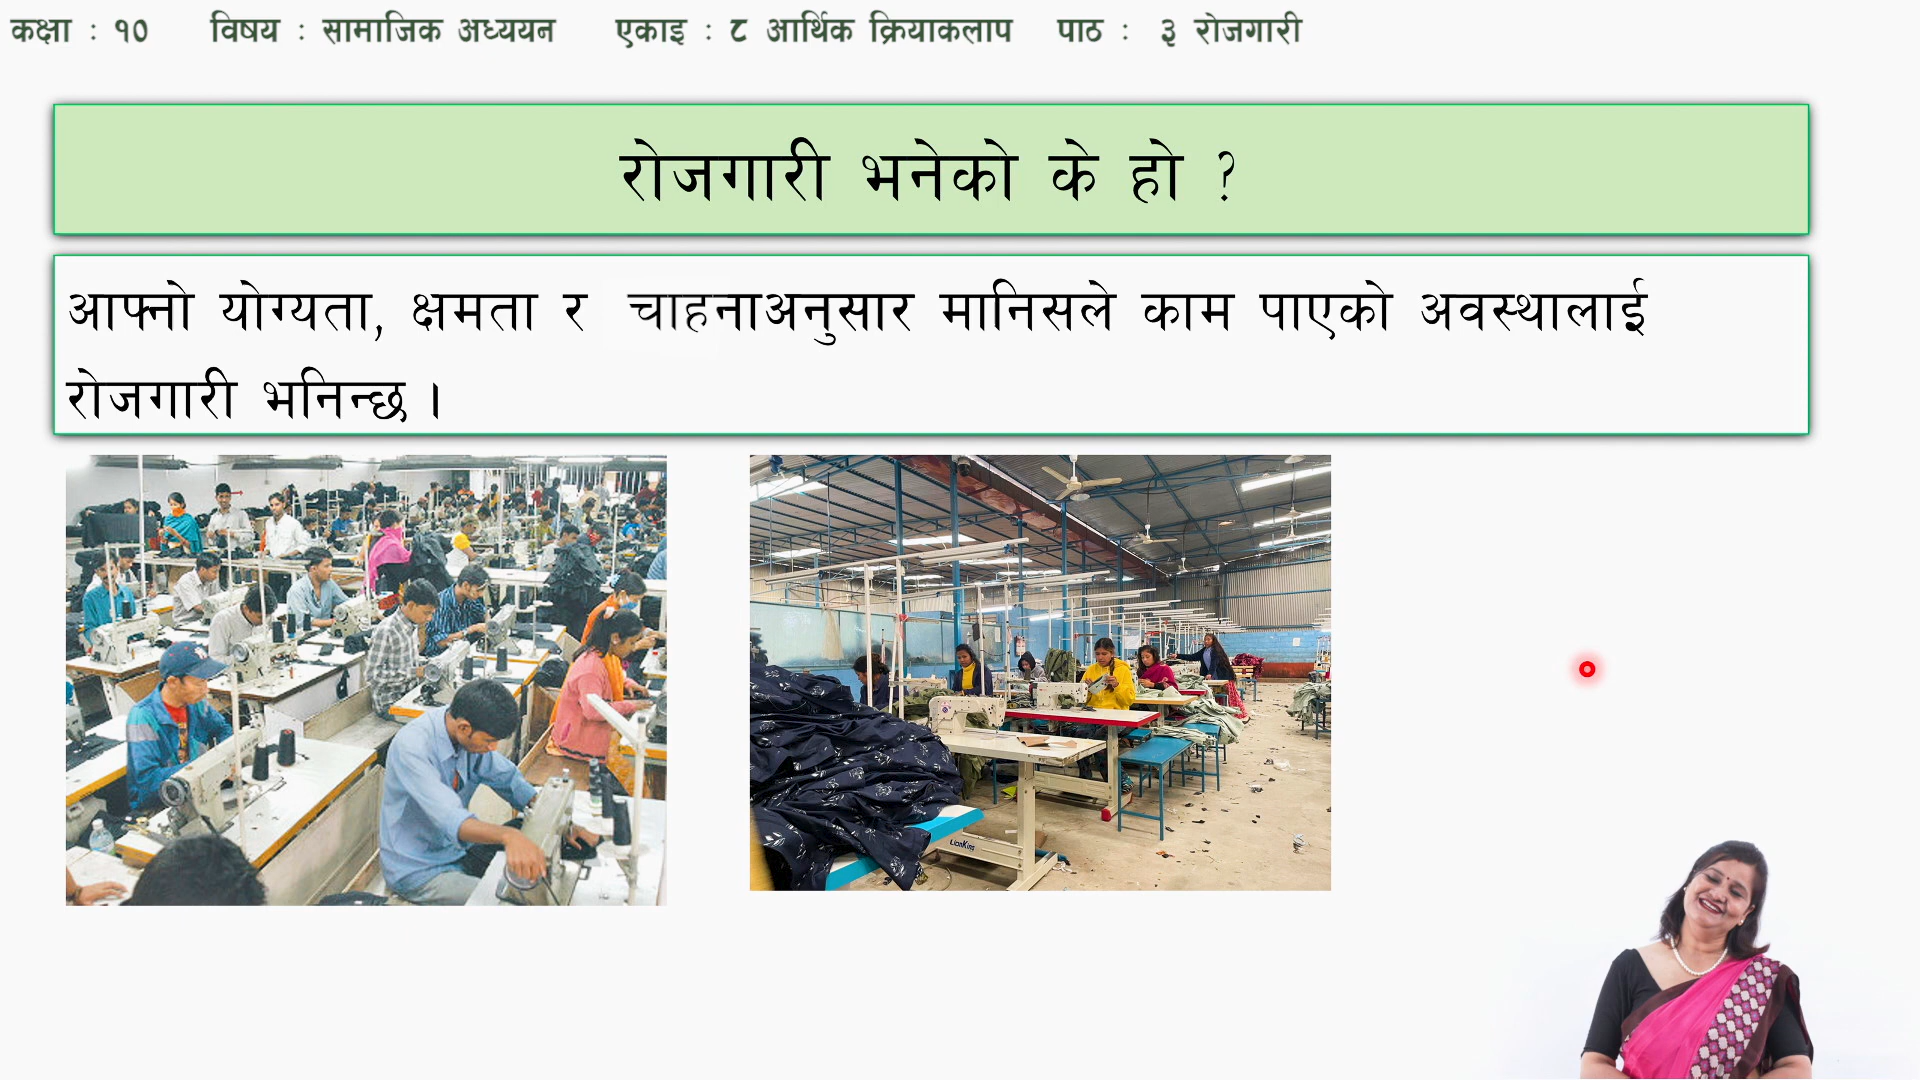 कक्षा : १० विषय : सामाजिक अध्ययन एकाइ : ८ आर्थिक क्रियाकलाप पाठ : ३ रोजगारी
रोजगारी भनेको के हो ?
आफ्नो योग्यता, क्षमता र चाहनाअनुसार मानिसले काम पाएको अवस्थालाई
रोजगारी भनिन्छ ।
LionKins